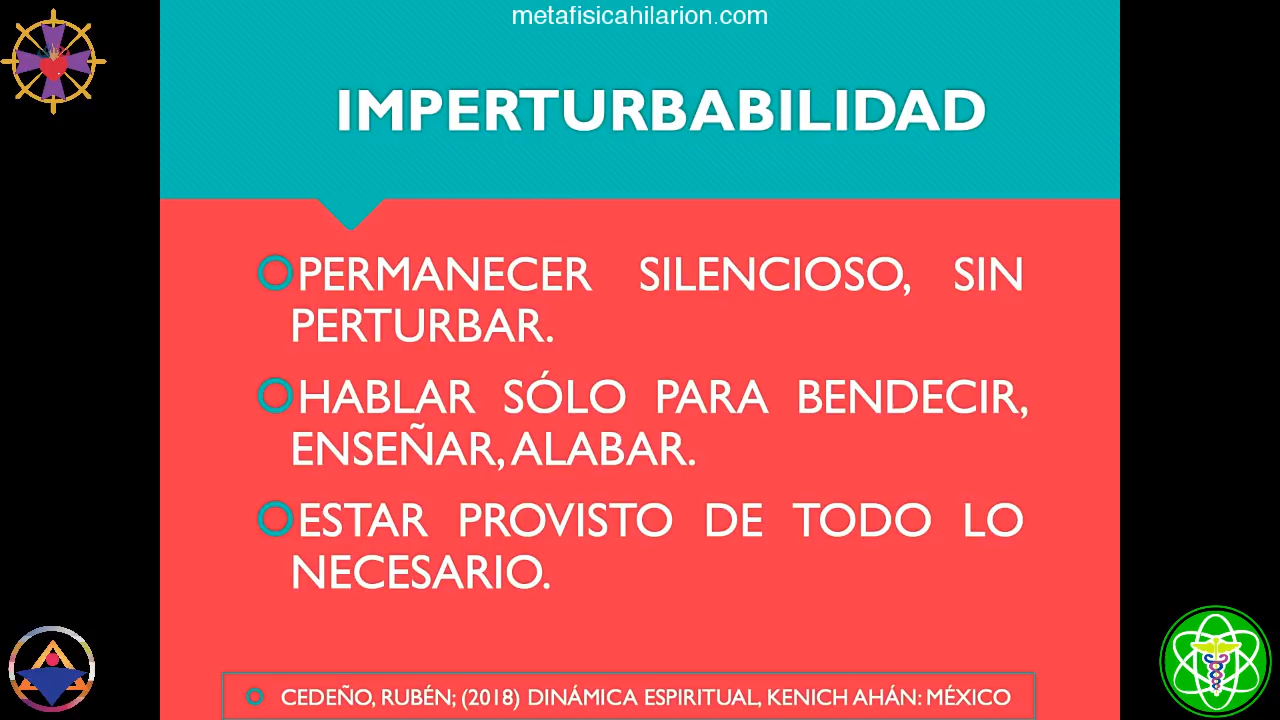 metafisicahilarion.com
IMPERTURBABILIDAD
PERMANECER SILENCIOSO, SIN
PERTURBAR.
HABLAR SÓLO PARA BENDECIR,
ENSEÑAR, ALABAR.
ESTAR PROVISTO DE TODO LO
NECESARIO.
CEDEÑO, RUBÉN; (2018) DINÁMICA ESPIRITUAL, KENICH AHÁN: MÉXICO